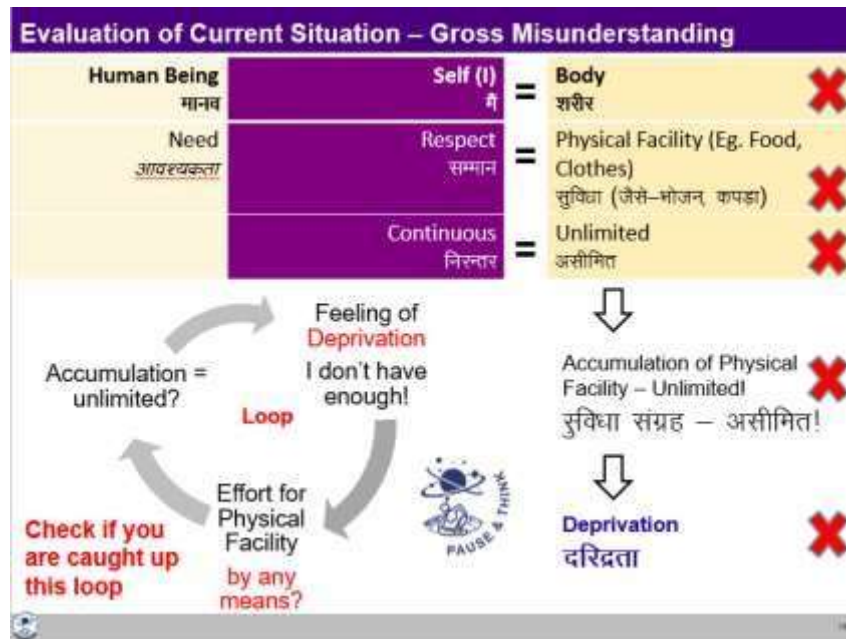 Evaluation of Current Situation – Gross Misunderstanding
Human Being
मानव
Self (I)
मैं
=
Body
शरीर
Need
आवश्यकता
Respect
सम्मान
=
Physical Facility (Eg. Food,
Clothes)
सुविधा (जैसे–भोजन, कपडा)
Continuous
निरन्तर
=
Unlimited
असीमित
Feeling of
Deprivation
I don't have
enough!
Accumulation =
unlimited?
Loop
Effort for
Physical
Facility
by any
means?
Check if you
are caught up
this loop
PAUSE & THINK
Accumulation of Physical
Facility – Unlimited!
सुविधा संग्रह – असीमित!
Deprivation
दरिद्रता